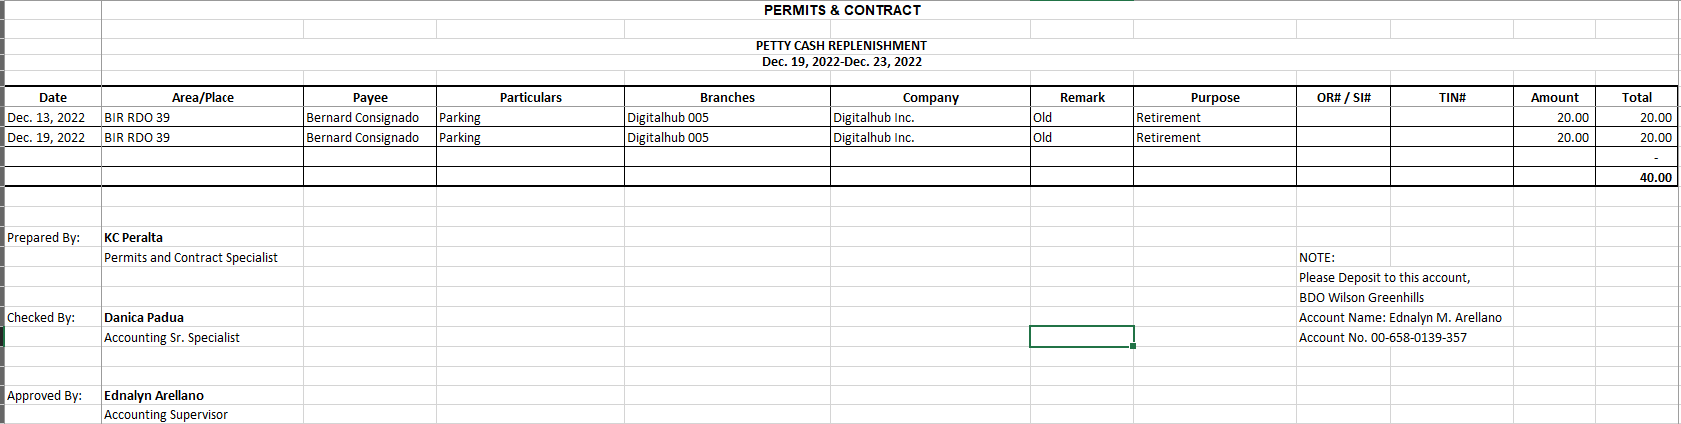 PERMITS & CONTRACT
PETTY CASH REPLENISHMENT
Dec. 19, 2022-Dec. 23, 2022
Date Area/Place Payee Particulars Branches Company Remark Purpose OR# / SI# TIN# Amount Total
Dec. 13, 2022 BIR RDO 39 Bernard Consignado Parking Digitalhub 005 Digitalhub Inc. Old Retirement 20.00 20.00
Dec. 19, 2022 BIR RDO 39 Bernard Consignado Parking Digitalhub 005 Digitalhub Inc. Old Retirement 20.00 20.00
-
40.00
Prepared By: KC Peralta
Permits and Contract Specialist NOTE:
Please Deposit to this account,
BDO Wilson Greenhills
Checked By: Danica Padua Account Name: Ednalyn M. Arellano
Accounting Sr. Specialist Account No. 00-658-0139-357
Approved By: Ednalyn Arellano
Accounting Supervisor